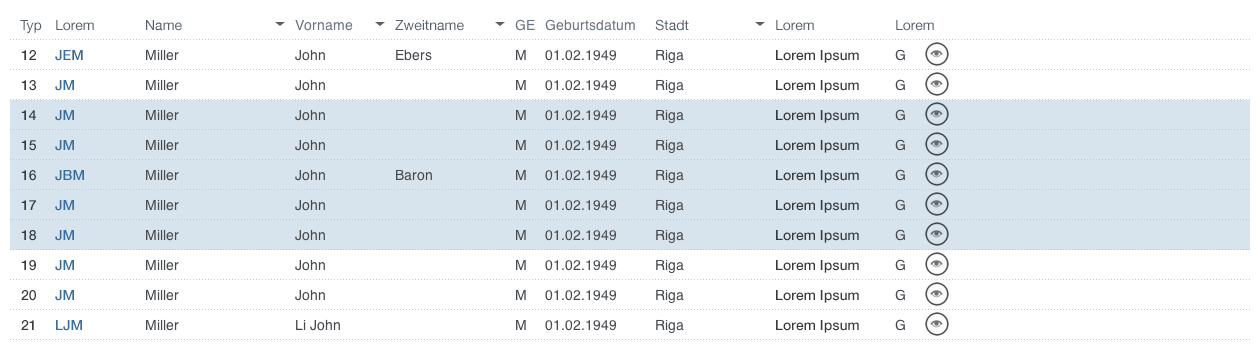 Typ Lorem Name Vorname Zweitname GE Geburtsdatum Stadt Lorem Lorem
12 JEM Miller John Ebers M 01.02.1949 Riga Lorem Ipsum G
13 JM Miller John M 01.02.1949 Riga Lorem Ipsum G
14 JM Miller John M 01.02.1949 Riga Lorem Ipsum G
15 JM Miller John M 01.02.1949 Riga Lorem Ipsum G
16 JBM Miller John Baron M 01.02.1949 Riga Lorem Ipsum G
17 JM Miller John M 01.02.1949 Riga Lorem Ipsum G
18 JM Miller John M 01.02.1949 Riga Lorem Ipsum G
19 JM Miller John M 01.02.1949 Riga Lorem Ipsum G
20 JM Miller John M 01.02.1949 Riga Lorem Ipsum G
21 LJM Miller Li John M 01.02.1949 Riga Lorem Ipsum G